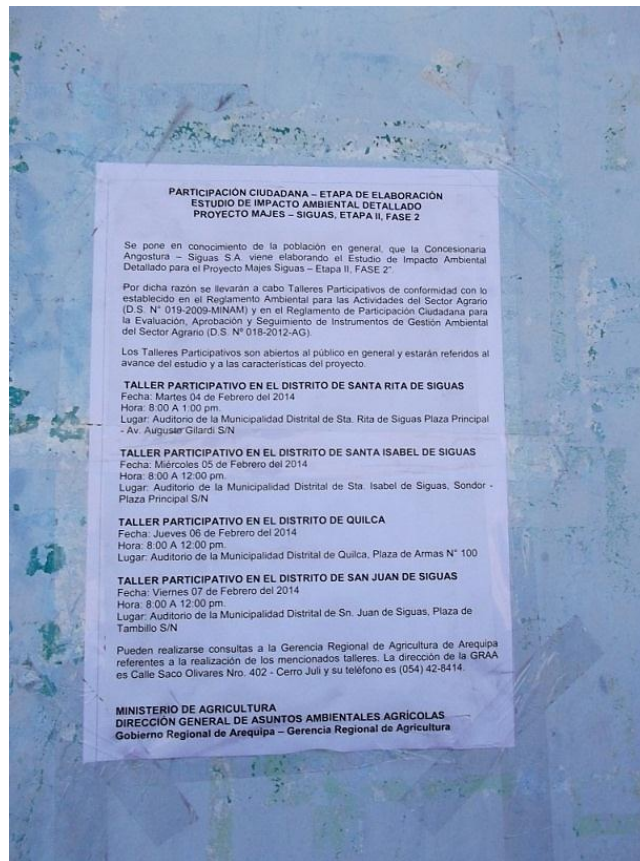 PARTICIPACIÓN CIUDADANA – ETAPA DE ELABORACIÓN
ESTUDIO DE IMPACTO AMBIENTAL DETALLADO
PROYECTO MAJES – SIGUAS, ETAPA II, FASE 2
Se pone en conocimiento de la población en general, que la Concesionaria
Angostura – Siguas S.A. viene elaborando el Estudio de Impacto Ambiental
Detallado para el Proyecto Majes Siguas – Etapa II, FASE 2".
Por dicha razón se llevarán a cabo Talleres Participativos de conformidad con lo
establecido en el Reglamento Ambiental para las Actividades del Sector Agrario
(D.S. N° 019-2009-MINAM) y en el Reglamento de Participación Ciudadana para
la Evaluación, Aprobación y Seguimiento de Instrumentos de Gestión Ambiental
del Sector Agrario (D.S. Nº 018-2012-AG).
Los Talleres Participativos son abiertos al público en general y estarán referidos al
avance del estudio y a las características del proyecto.
TALLER PARTICIPATIVO EN EL DISTRITO DE SANTA RITA DE SIGUAS
Fecha: Martes 04 de Febrero del 2014
Hora: 8:00 A 1:00 pm.
Lugar: Auditorio de la Municipalidad Distrital de Sta. Rita de Siguas Plaza Principal
- Av. Augusto Gilardi S/N
TALLER PARTICIPATIVO EN EL DISTRITO DE SANTA ISABEL DE SIGUAS
Fecha: Miércoles 05 de Febrero del 2014
Hora: 8:00 A 12:00 pm.
Lugar: Auditorio de la Municipalidad Distrital de Sta. Isabel de Siguas, Sondor -
Plaza Principal S/N
TALLER PARTICIPATIVO EN EL DISTRITO DE QUILCA
Fecha: Jueves 06 de Febrero del 2014
Hora: 8:00 A 12:00 pm.
Lugar: Auditorio de la Municipalidad Distrital de Quilca, Plaza de Armas N° 100
TALLER PARTICIPATIVO EN EL DISTRITO DE SAN JUAN DE SIGUAS
Fecha: Viernes 07 de Febrero del 2014
Hora: 8:00 A 12:00 pm.
Lugar: Auditorio de la Municipalidad Distrital de Sn. Juan de Siguas, Plaza de
Tambillo S/N
Pueden realizarse consultas a la Gerencia Regional de Agricultura de Arequipa
referentes a la realización de los mencionados talleres. La dirección de la GRAA
es Calle Saco Olivares Nro. 402 - Cerro Juli y su teléfono es (054) 42-8414.
MINISTERIO DE AGRICULTURA
DIRECCIÓN GENERAL DE ASUNTOS AMBIENTALES AGRÍCOLAS
Gobierno Regional de Arequipa – Gerencia Regional de Agricultura